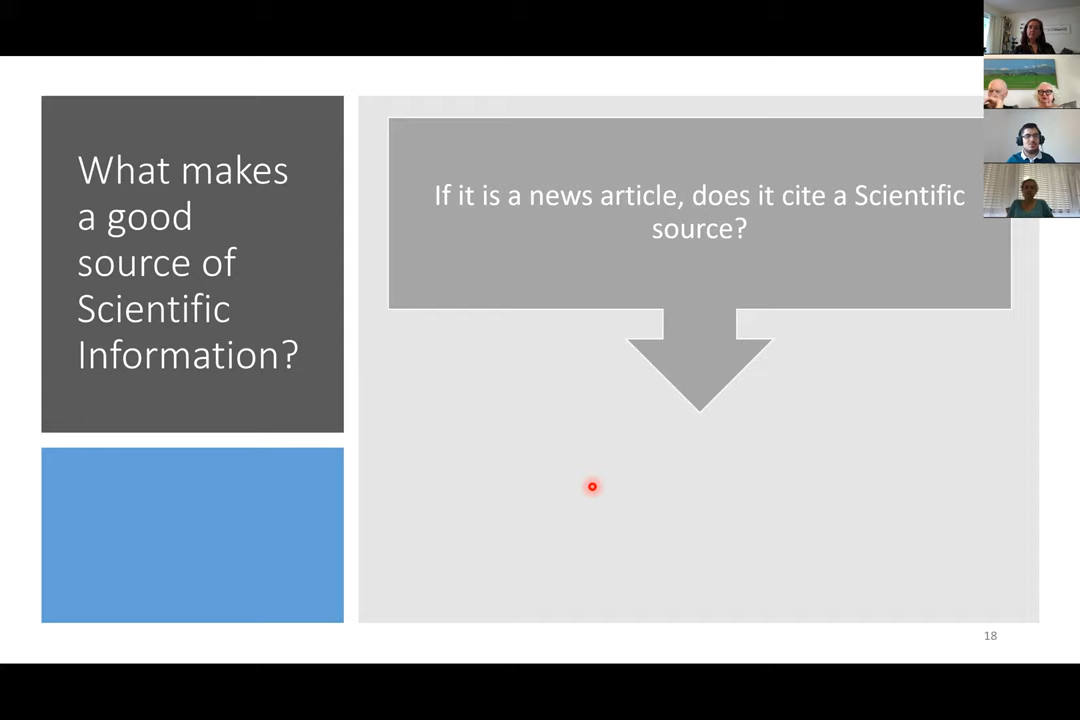 What makes
a good
source of
Scientific
Information?
If it is a news article, does it cite a Scientific
source?
18